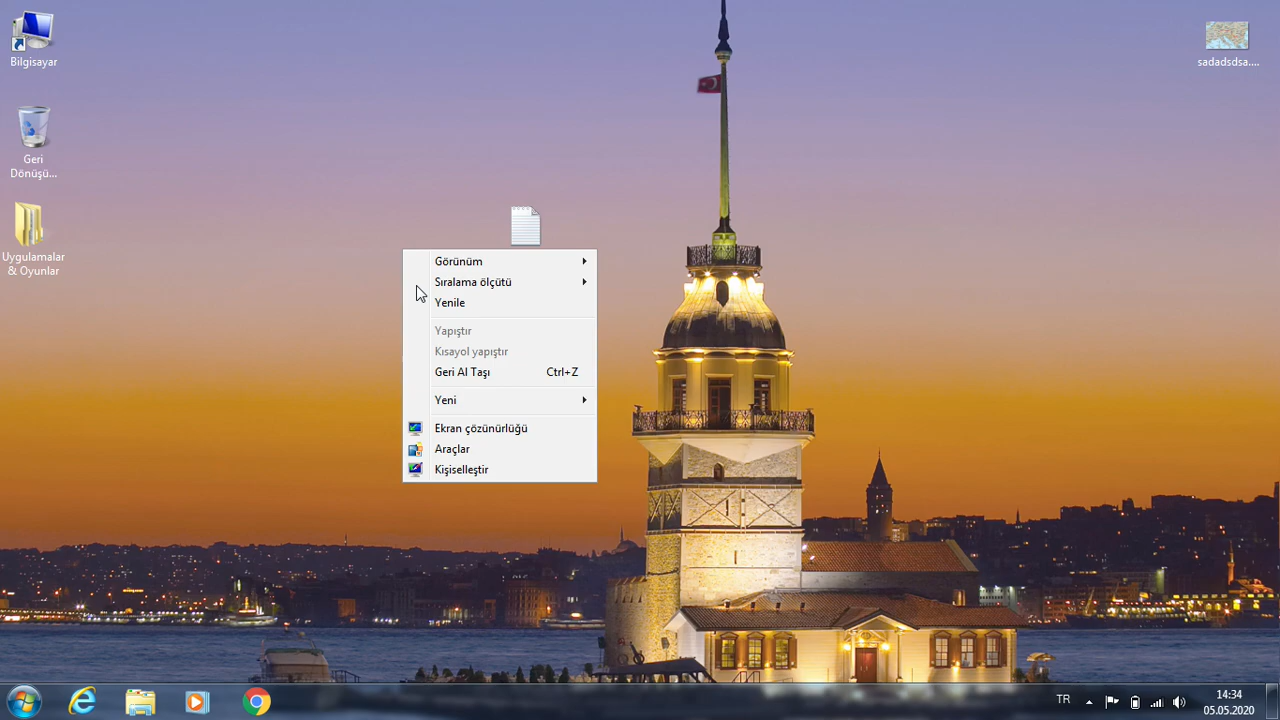 Bilgisayar
Geri
Dönüşü...
Uygulamalar
& Oyunlar
sadadsdsa....
Görünüm
Sıralama ölçütü
Yenile
Yapıştır
Kısayol yapıştır
Geri Al Taşı Ctrl+Z
Yeni
Ekran çözünürlüğü
Araçlar
Kişiselleştir
TR
14:34
05.05.2020